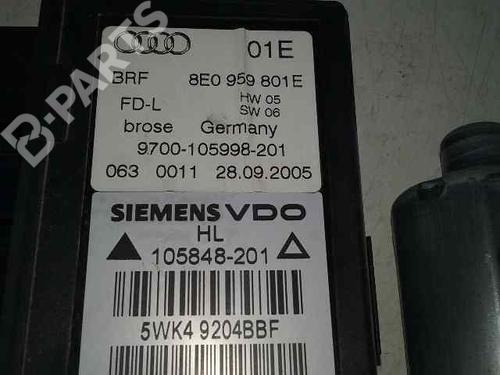 01E
BRF 8E0 959 801E
FD-L HW 05
SW 06
brose Germany
9700-105998-201
063 0011 28.09.2005
SIEMENS VDO
HL
105848-201
5WK4 9204BBF
B-PARTS